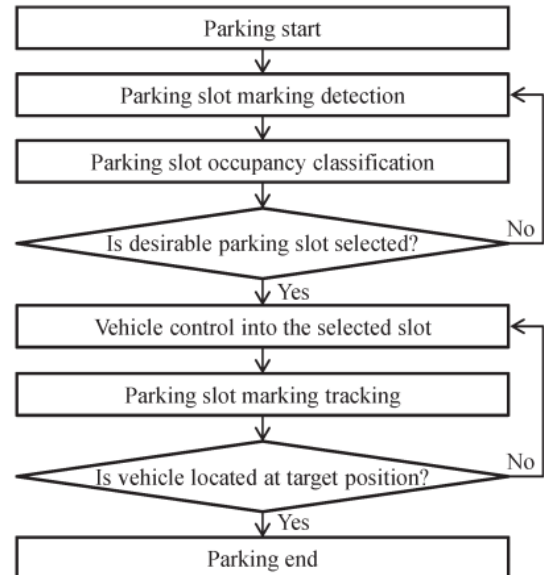 Parking start
Parking slot marking detection
Parking slot occupancy classification
Is desirable parking slot selected?
No
Yes
Vehicle control into the selected slot
Parking slot marking tracking
Is vehicle located at target position?
No
Yes
Parking end